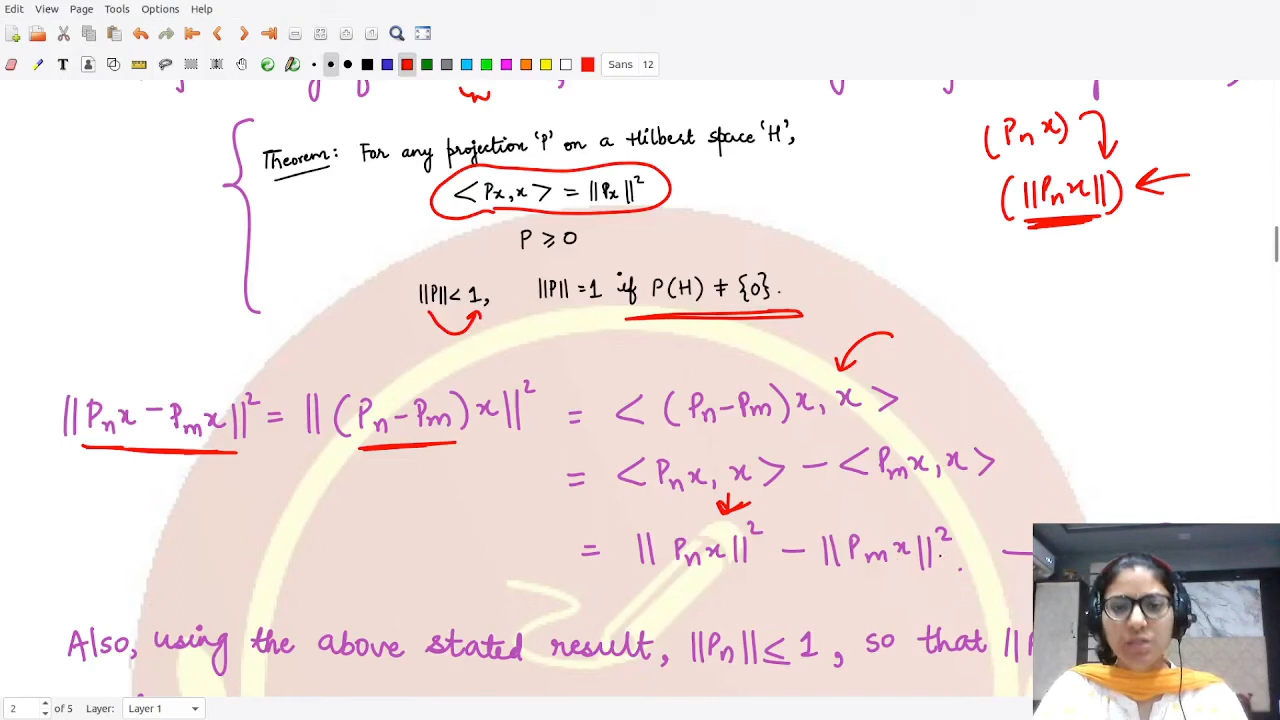 Edit View Page Tools Options Help
Sans 12
Theorem: For any projection 'P' on a Hilbert space 'H',
(Pₙx)
<Px,x> = ||Px||²
(||Pₙx||)
P ≥ 0
||P|| < 1, ||P|| = 1 if P(H) ≠ {0}.
||Pₙx - Pₘx||² = ||(Pₙ-Pₘ)x||² = <(Pₙ-Pₘ)x, x>
= <Pₙx, x> - <Pₘx, x>
= ||Pₙx||² - ||Pₘx||². —
Also, using the above stated result, ||Pₙ|| ≤ 1, so that ||P
2 of 5 Layer: Layer 1